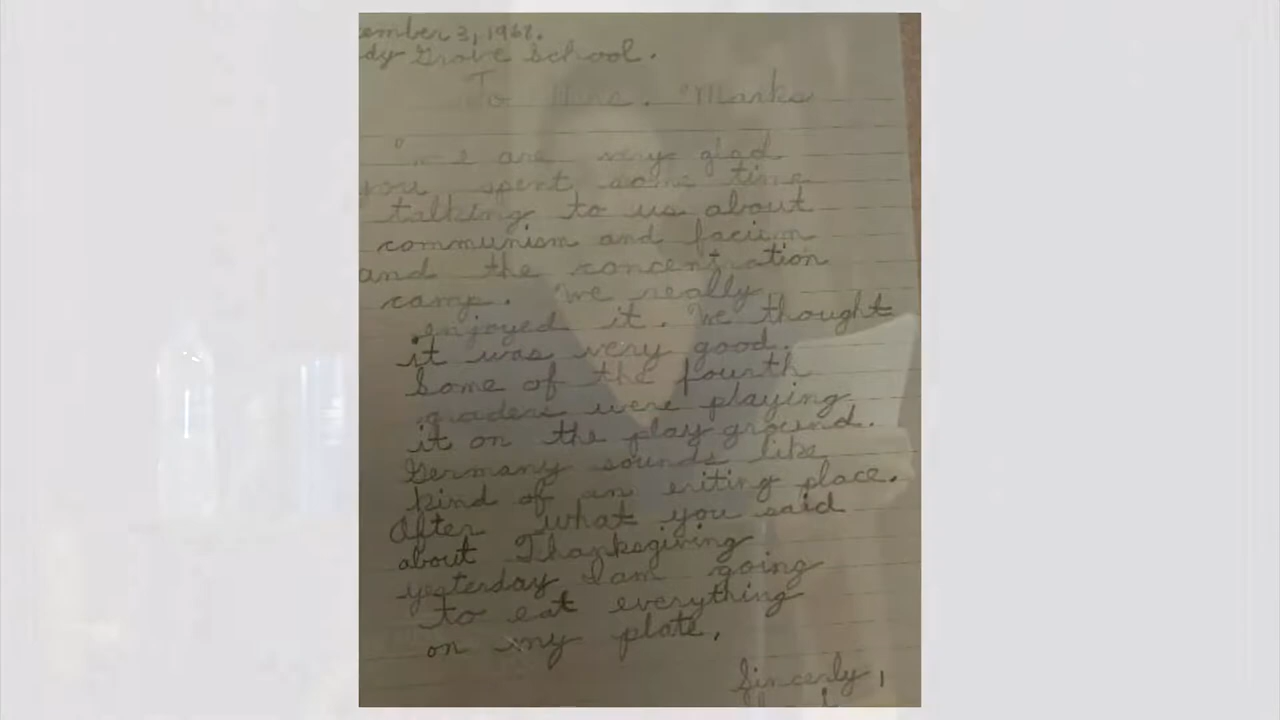 ember 3, 1968.
dy Grove School.
To Mrs. Marks
We are very glad
you spent some time
talking to us about
communism and facism
and the concentration
camp. We really
enjoyed it. We thought
it was very good.
Some of the fourth
graders were playing
it on the play ground.
Germany sounds like
kind of an exiting place.
After what you said
about Thanksgiving
yesterday I am going
to eat everything
on my plate.
Sincerly,